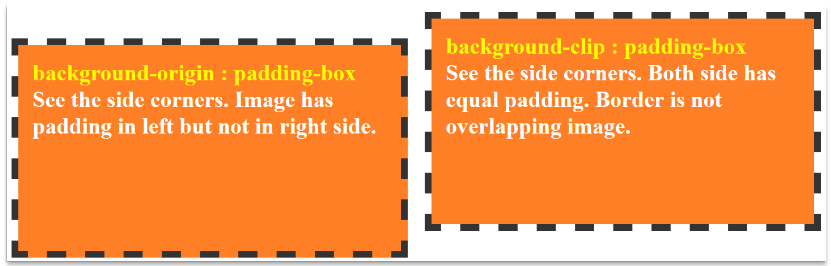 background-origin : padding-box
See the side corners. Image has
padding in left but not in right side.
background-clip : padding-box
See the side corners. Both side has
equal padding. Border is not
overlapping image.